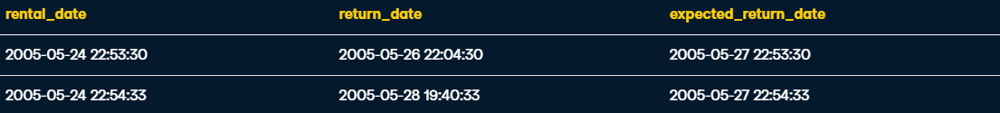 rental_date return_date expected_return_date
2005-05-24 22:53:30 2005-05-26 22:04:30 2005-05-27 22:53:30
2005-05-24 22:54:33 2005-05-28 19:40:33 2005-05-27 22:54:33